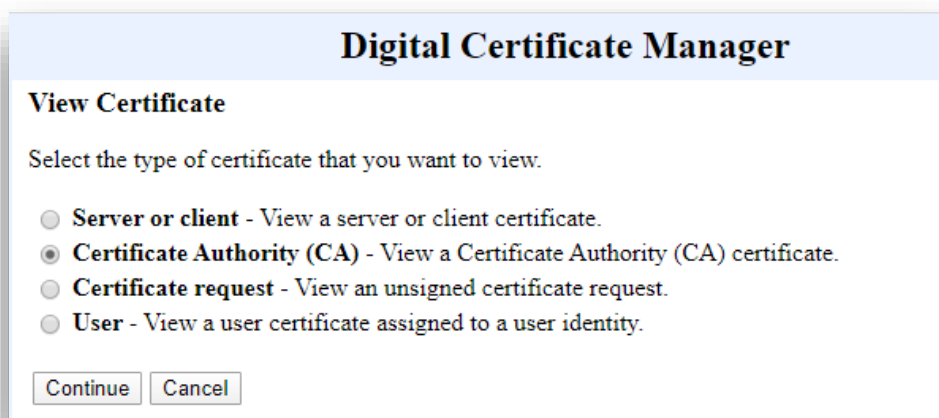 Digital Certificate Manager
View Certificate
Select the type of certificate that you want to view.
Server or client - View a server or client certificate.
Certificate Authority (CA) - View a Certificate Authority (CA) certificate.
Certificate request - View an unsigned certificate request.
User - View a user certificate assigned to a user identity.
Continue Cancel